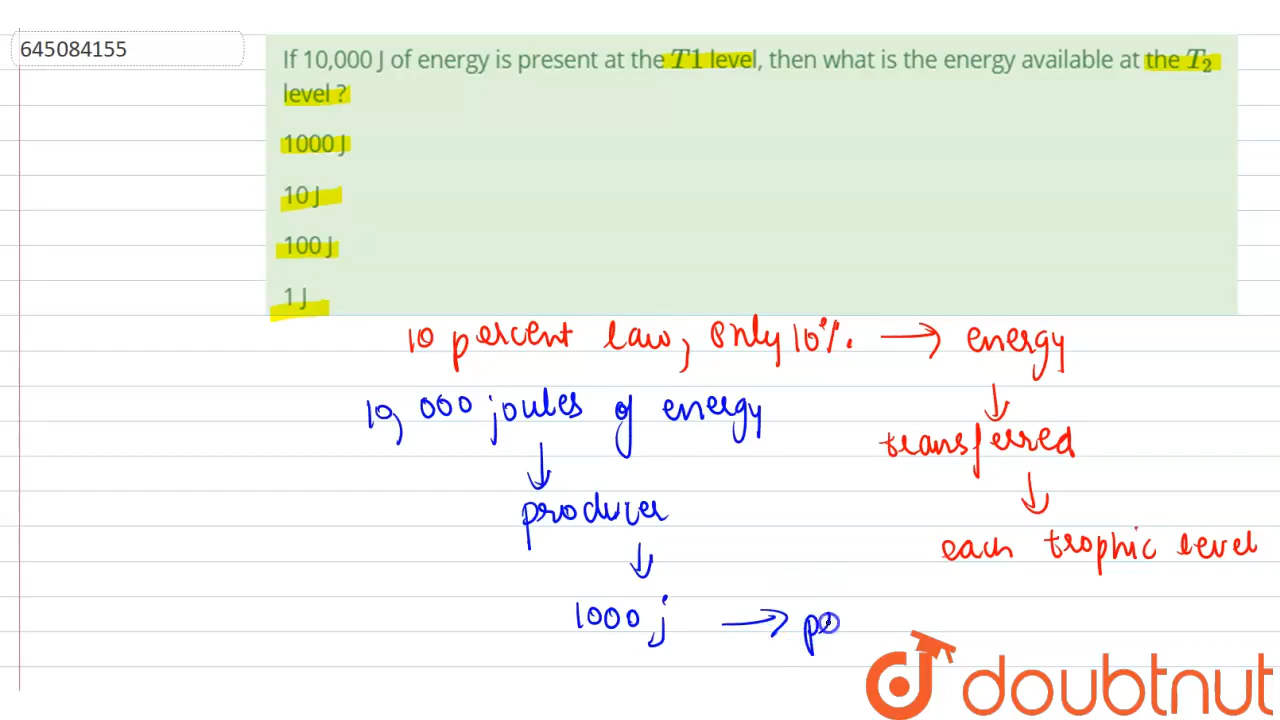 645084155
If 10,000 J of energy is present at the T1 level, then what is the energy available at the T₂
level ?
1000 J
10 J
100 J
1 J
10 percent law, only 10% → energy
10,000 joules of energy
↓
↓
transferred
producer
↓
↓
each trophic level
1000 j →
doubtnut